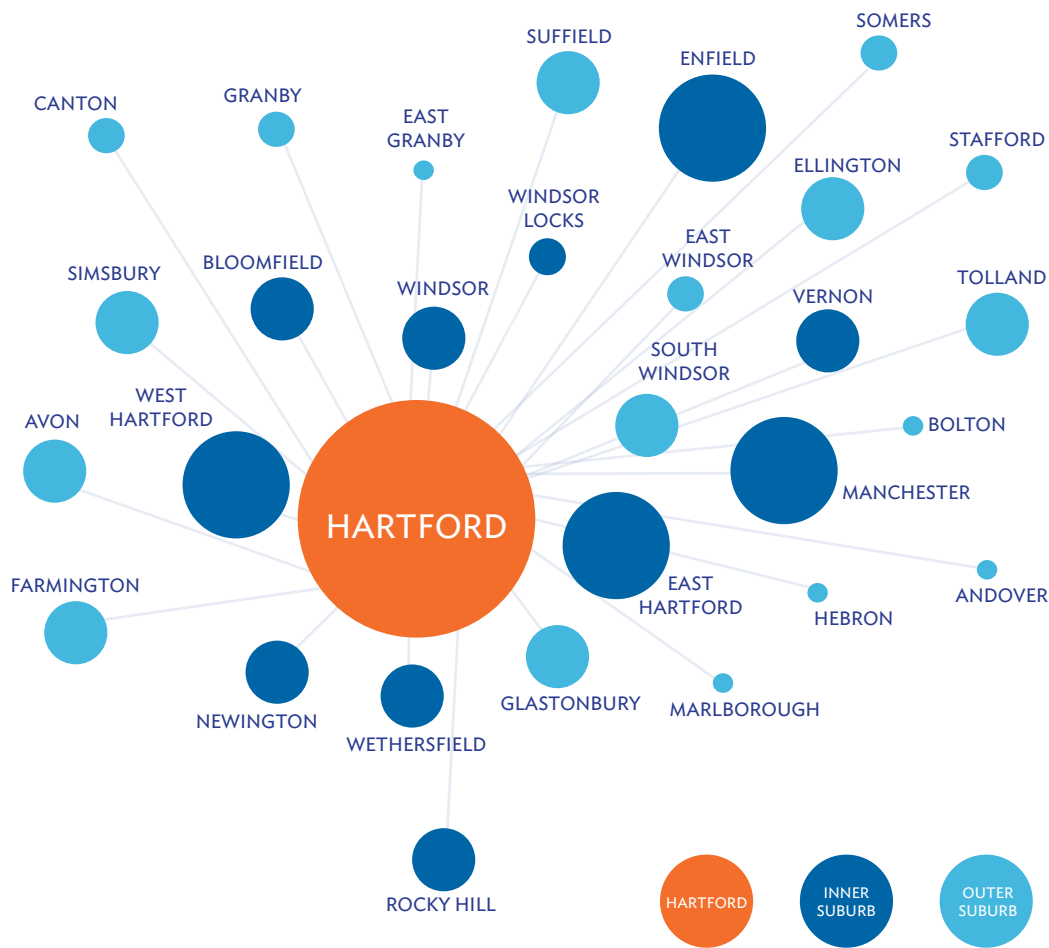 SOMERS
SUFFIELD
ENFIELD
CANTON
GRANBY
EAST
GRANBY
STAFFORD
ELLINGTON
WINDSOR
LOCKS
EAST
WINDSOR
SIMSBURY
BLOOMFIELD
WINDSOR
VERNON
TOLLAND
SOUTH
WINDSOR
WEST
HARTFORD
AVON
BOLTON
MANCHESTER
HARTFORD
FARMINGTON
EAST
HARTFORD
ANDOVER
HEBRON
NEWINGTON
WETHERSFIELD
GLASTONBURY
MARLBOROUGH
ROCKY HILL
HARTFORD
INNER
SUBURB
OUTER
SUBURB